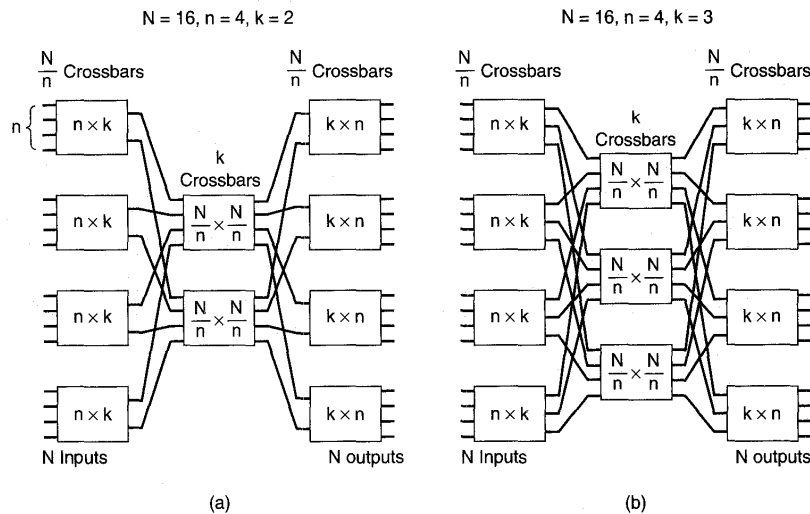 N = 16, n = 4, k = 2
N/n Crossbars
N/n Crossbars
n
n × k
k × n
k
Crossbars
n × k
N/n × N/n
k × n
n × k
N/n × N/n
k × n
n × k
k × n
N Inputs
N outputs
(a)
N = 16, n = 4, k = 3
N/n Crossbars
N/n Crossbars
n × k
k × n
k
Crossbars
N/n × N/n
n × k
k × n
N/n × N/n
n × k
k × n
N/n × N/n
n × k
k × n
N Inputs
N outputs
(b)